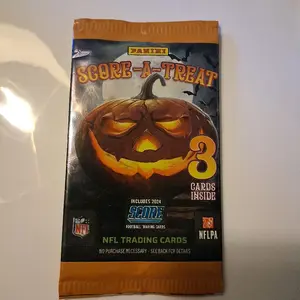 PANINI
SCORE-A-TREAT
3
CARDS
INSIDE
INCLUDES 2024
SCORE
FOOTBALL TRADING CARDS
NFL
NFLPA
NFL TRADING CARDS
NO PURCHASE NECESSARY - SEE BACK FOR DETAILS